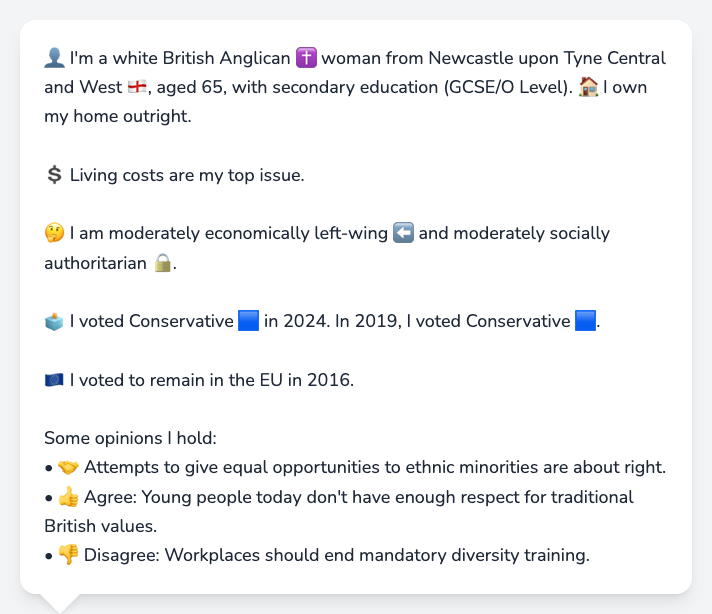 👤 I'm a white British Anglican ✝️ woman from Newcastle upon Tyne Central
and West 🏴󠁧󠁢󠁥󠁮󠁧󠁿, aged 65, with secondary education (GCSE/O Level). 🏠 I own
my home outright.
💲 Living costs are my top issue.
🤔 I am moderately economically left-wing ⬅️ and moderately socially
authoritarian 🔒.
🗳️ I voted Conservative 🟦 in 2024. In 2019, I voted Conservative 🟦.
🇪🇺 I voted to remain in the EU in 2016.
Some opinions I hold:
• 🤝 Attempts to give equal opportunities to ethnic minorities are about right.
• 👍 Agree: Young people today don't have enough respect for traditional
British values.
• 👎 Disagree: Workplaces should end mandatory diversity training.